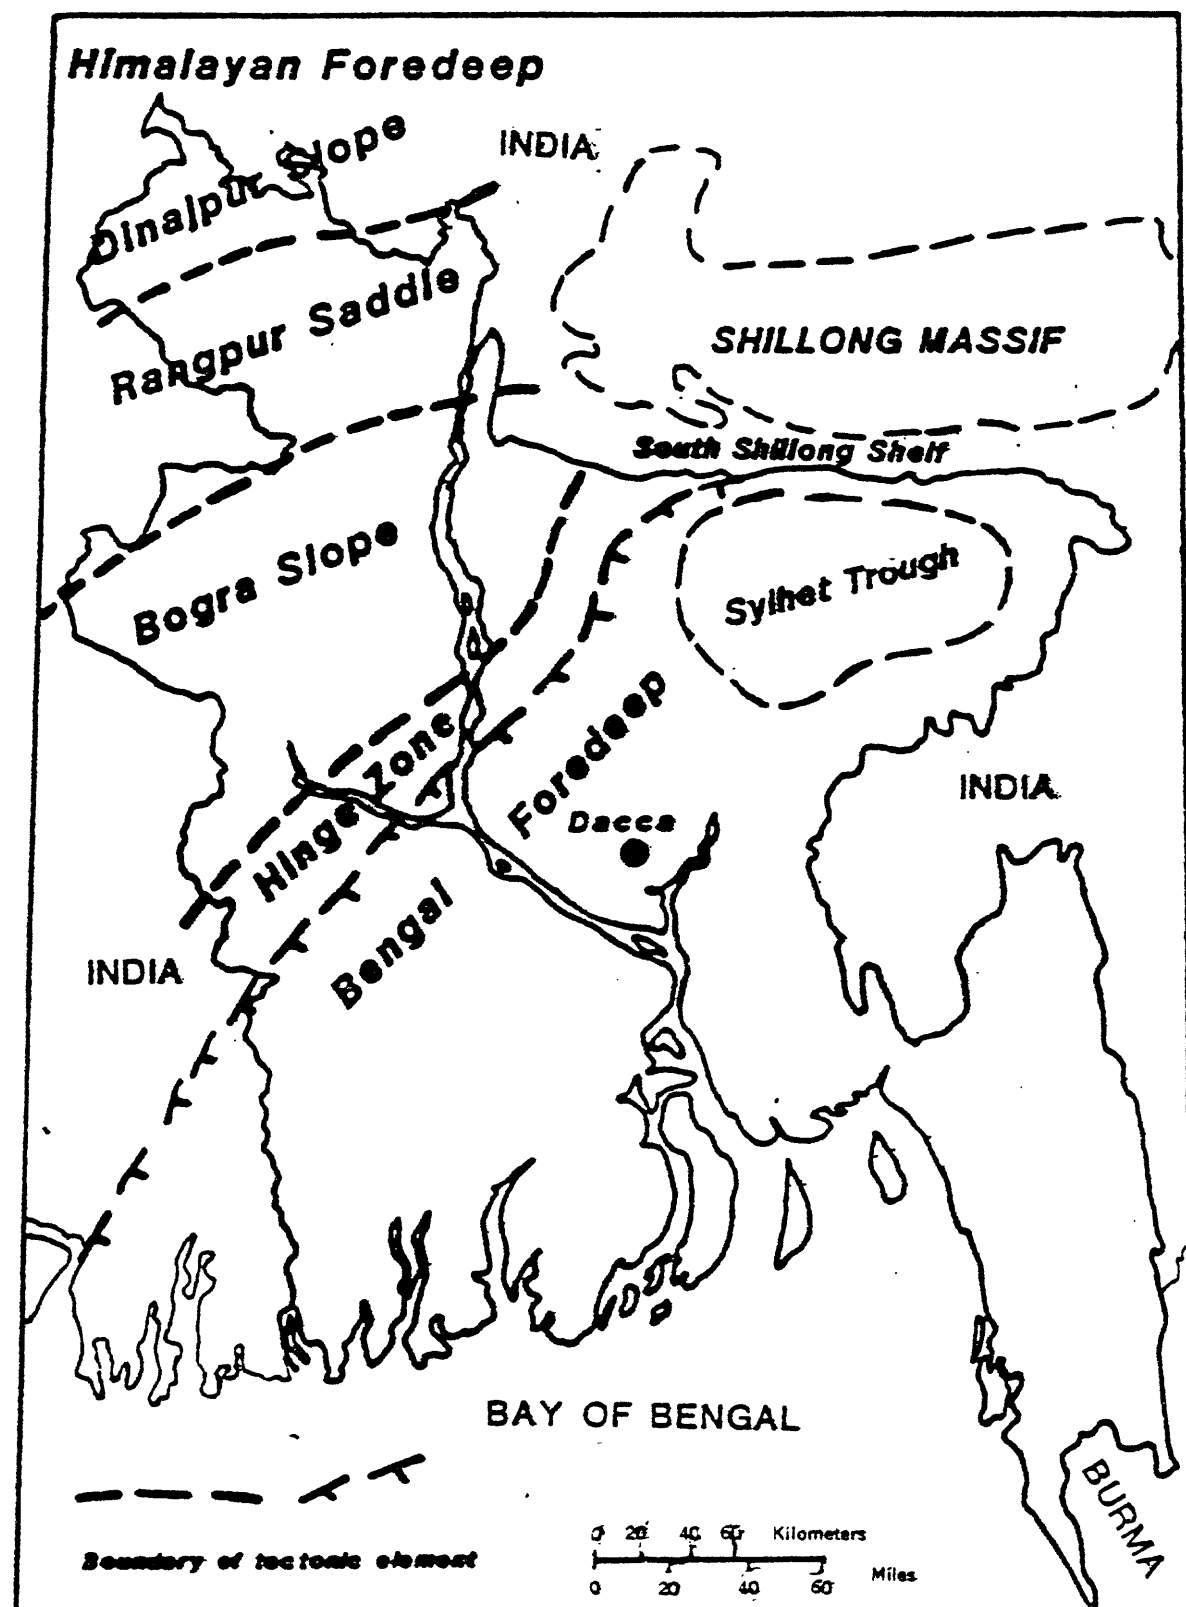 Himalayan Foredeep
Dinajpur Slope
INDIA
Rangpur Saddle
SHILLONG MASSIF
South Shillong Shelf
Bogra Slope
Sylhet Trough
Hinge Zone
Foredeep
Dacca
INDIA
Bengal
INDIA
BAY OF BENGAL
BURMA
Boundary of tectonic element
0 20 40 60 Kilometers
0 20 40 60 Miles